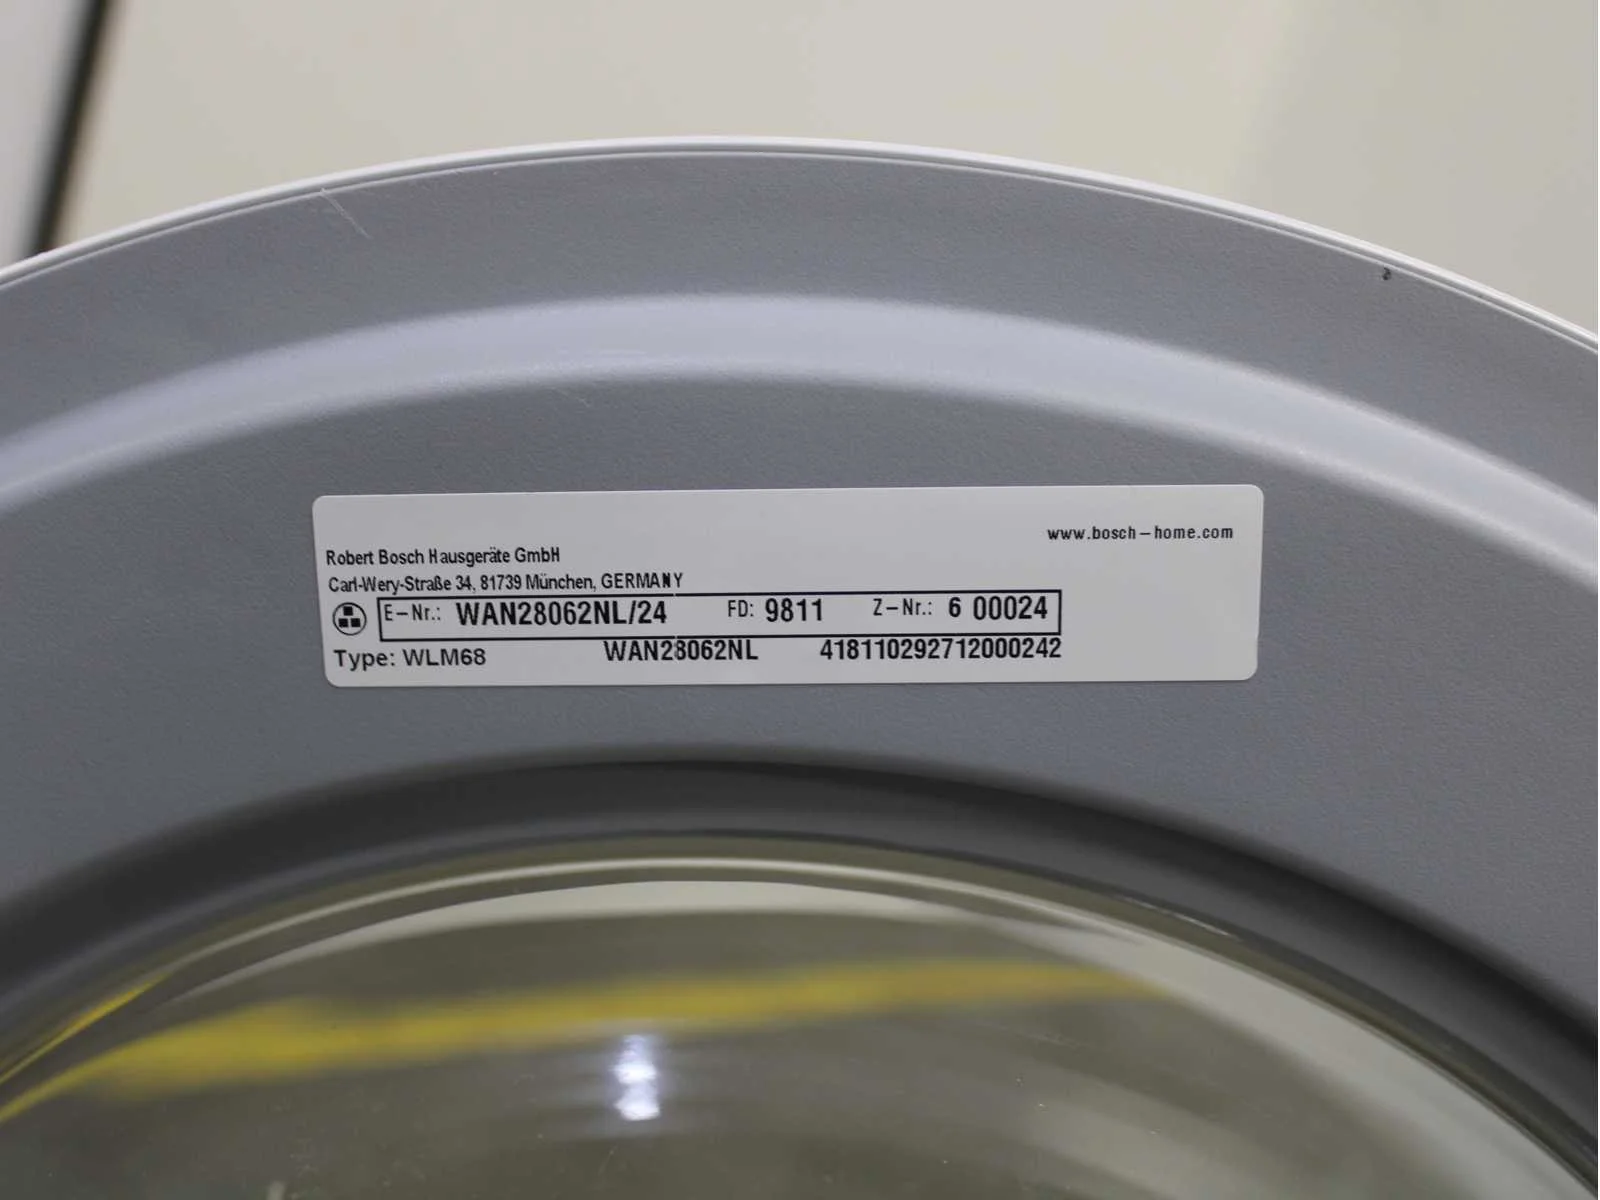 www.bosch-home.com
Robert Bosch Hausgeräte GmbH
Carl-Wery-Straße 34, 81739 München, GERMANY
E-Nr.: WAN28062NL/24 FD: 9811 Z-Nr.: 6 00024
Type: WLM68 WAN28062NL 418110292712000242